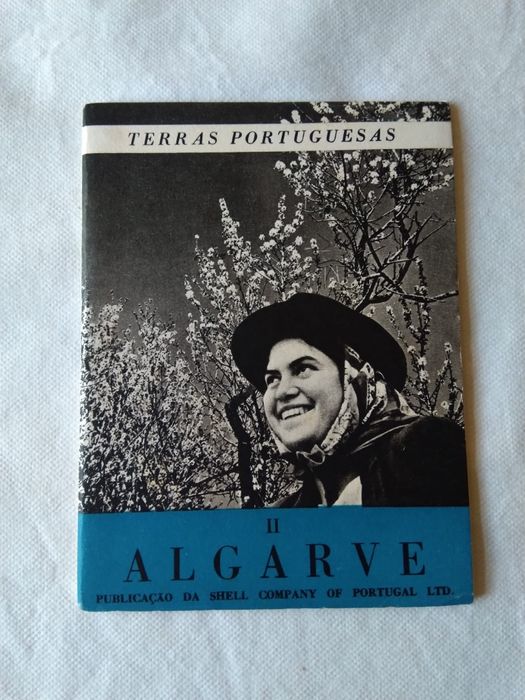 TERRAS PORTUGUESAS
II
ALGARVE
PUBLICAÇÃO DA SHELL COMPANY OF PORTUGAL LTD.